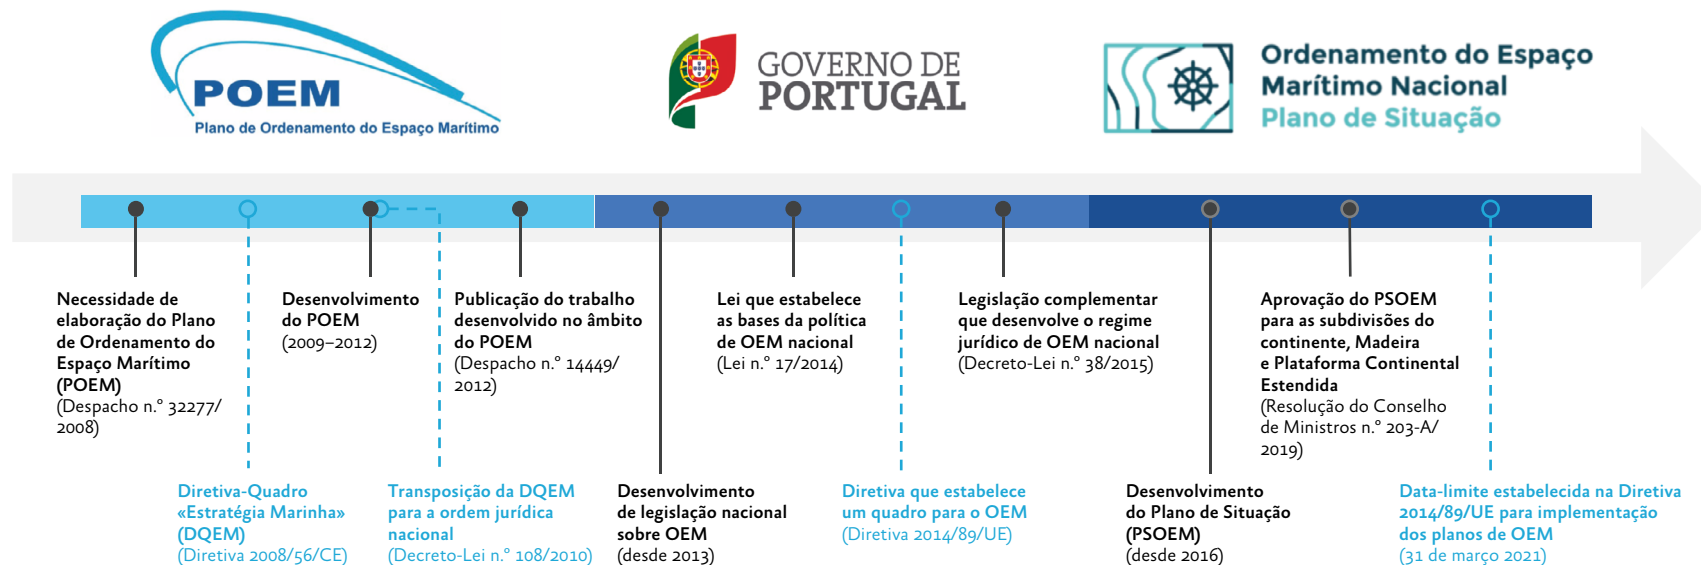 POEM
Plano de Ordenamento do Espaço Marítimo
GOVERNO DE
PORTUGAL
Ordenamento do Espaço
Marítimo Nacional
Plano de Situação
Necessidade de
elaboração do Plano
de Ordenamento do
Espaço Marítimo
(POEM)
(Despacho n.° 32277/
2008)
Desenvolvimento
do POEM
(2009–2012)
Publicação do trabalho
desenvolvido no âmbito
do POEM
(Despacho n.° 14449/
2012)
Lei que estabelece
as bases da política
de OEM nacional
(Lei n.° 17/2014)
Legislação complementar
que desenvolve o regime
jurídico de OEM nacional
(Decreto-Lei n.° 38/2015)
Aprovação do PSOEM
para as subdivisões do
continente, Madeira
e Plataforma Continental
Estendida
(Resolução do Conselho
de Ministros n.° 203-A/
2019)
Diretiva-Quadro
«Estratégia Marinha»
(DQEM)
(Diretiva 2008/56/CE)
Transposição da DQEM
para a ordem jurídica
nacional
(Decreto-Lei n.° 108/2010)
Desenvolvimento
de legislação nacional
sobre OEM
(desde 2013)
Diretiva que estabelece
um quadro para o OEM
(Diretiva 2014/89/UE)
Desenvolvimento
do Plano de Situação
(PSOEM)
(desde 2016)
Data-limite estabelecida na Diretiva
2014/89/UE para implementação
dos planos de OEM
(31 de março 2021)